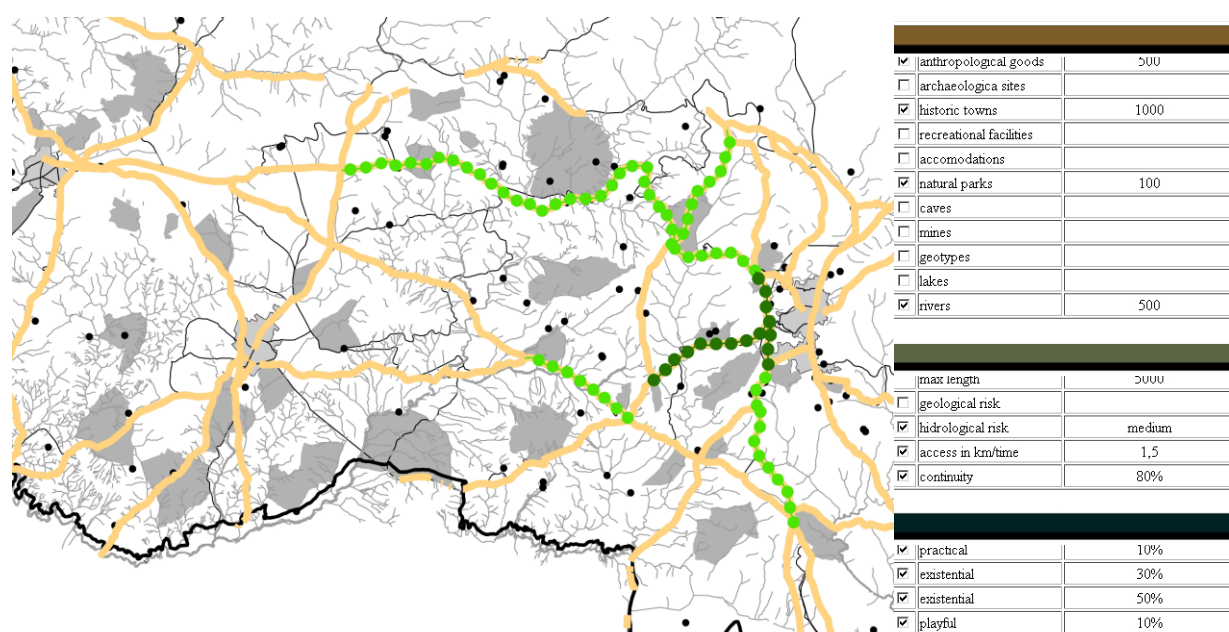 anthropological goods 500
archaeologica sites
historic towns 1000
recreational facilities
accomodations
natural parks 100
caves
mines
geotypes
lakes
rivers 500
max length 5000
geological risk
hidrological risk medium
access in km/time 1,5
continuity 80%
practical 10%
existential 30%
existential 50%
playful 10%